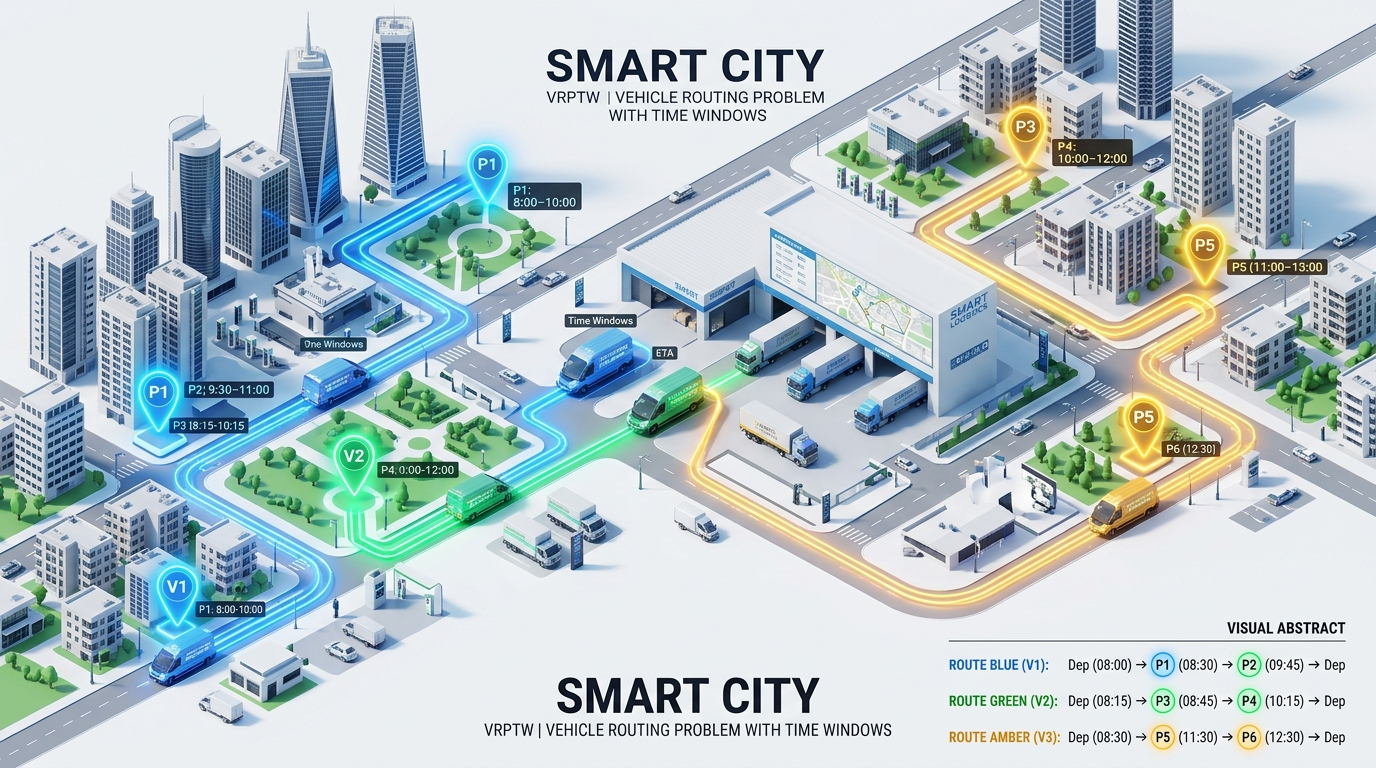 SMART CITY
VRPTW | VEHICLE ROUTING PROBLEM
WITH TIME WINDOWS
P1
P1:
8:00–10:00
P3
P4:
10:00–12:00
P5
P5 (11:00–13:00
Time Windows
ETA
SMART
Windows
P1
P2; 9:30–11:00
P3 [8:15-10:15
V2
P4, 0:00-12:00
P5
P6 (12.30)
V1
P1: 8:00-10:00
SMART CITY
VRPTW | VEHICLE ROUTING PROBLEM WITH TIME WINDOWS
VISUAL ABSTRACT
ROUTE BLUE (V1): Dep (08:00) → P1 (08:30) → P2 (09:45) → Dep
ROUTE GREEN (V2): Dep (08:15) → P3 (08:45) → P4 (10:15) → Dep
ROUTE AMBER (V3): Dep (08:30) → P5 (11:30) → P6 (12:30) → Dep